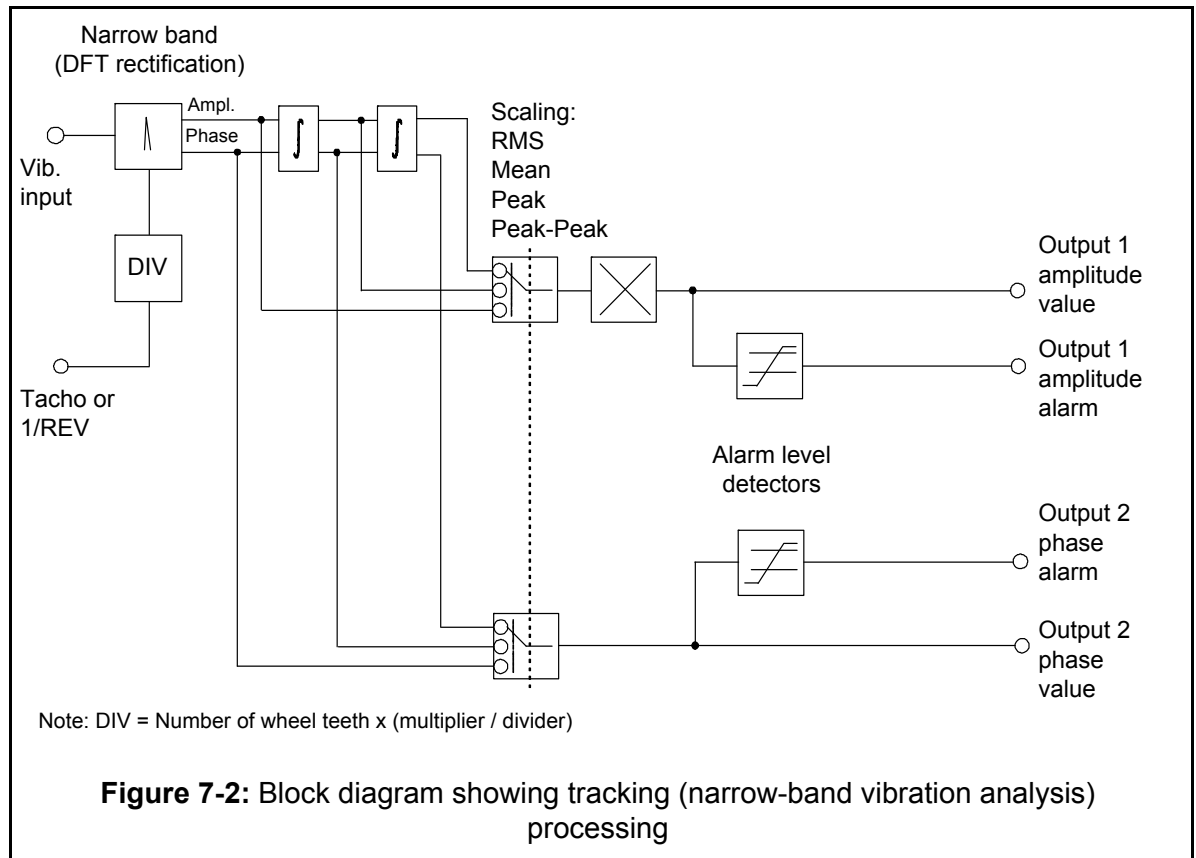 Narrow band
(DFT rectification)
Ampl.
Phase
Vib.
input
DIV
Tacho or
1/REV
Scaling:
RMS
Mean
Peak
Peak-Peak
Output 1
amplitude
value
Output 1
amplitude
alarm
Alarm level
detectors
Output 2
phase
alarm
Output 2
phase
value
Note: DIV = Number of wheel teeth x (multiplier / divider)
Figure 7-2: Block diagram showing tracking (narrow-band vibration analysis)
processing